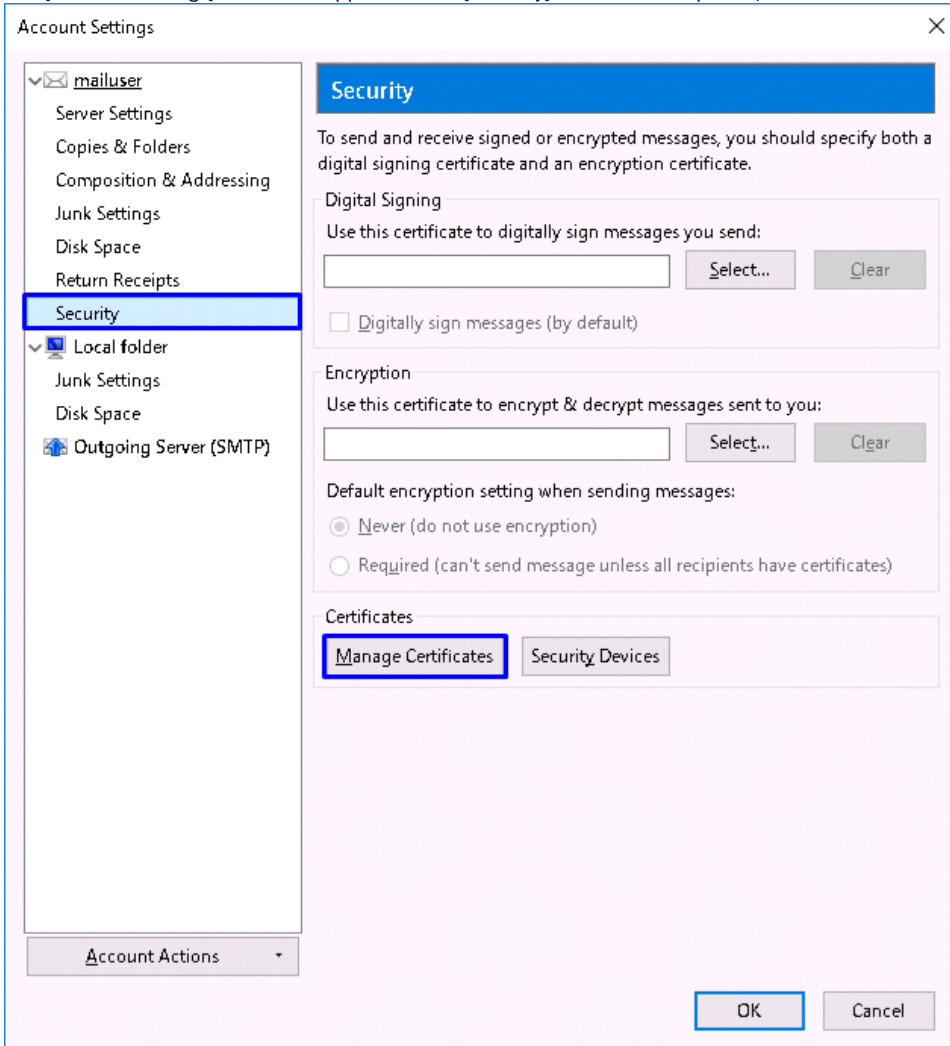 Account Settings
mailuser
Server Settings
Copies & Folders
Composition & Addressing
Junk Settings
Disk Space
Return Receipts
Security
Local folder
Junk Settings
Disk Space
Outgoing Server (SMTP)
Account Actions
Security
To send and receive signed or encrypted messages, you should specify both a
digital signing certificate and an encryption certificate.
Digital Signing
Use this certificate to digitally sign messages you send:
Select... Clear
Digitally sign messages (by default)
Encryption
Use this certificate to encrypt & decrypt messages sent to you:
Select... Clear
Default encryption setting when sending messages:
Never (do not use encryption)
Required (can't send message unless all recipients have certificates)
Certificates
Manage Certificates Security Devices
OK Cancel